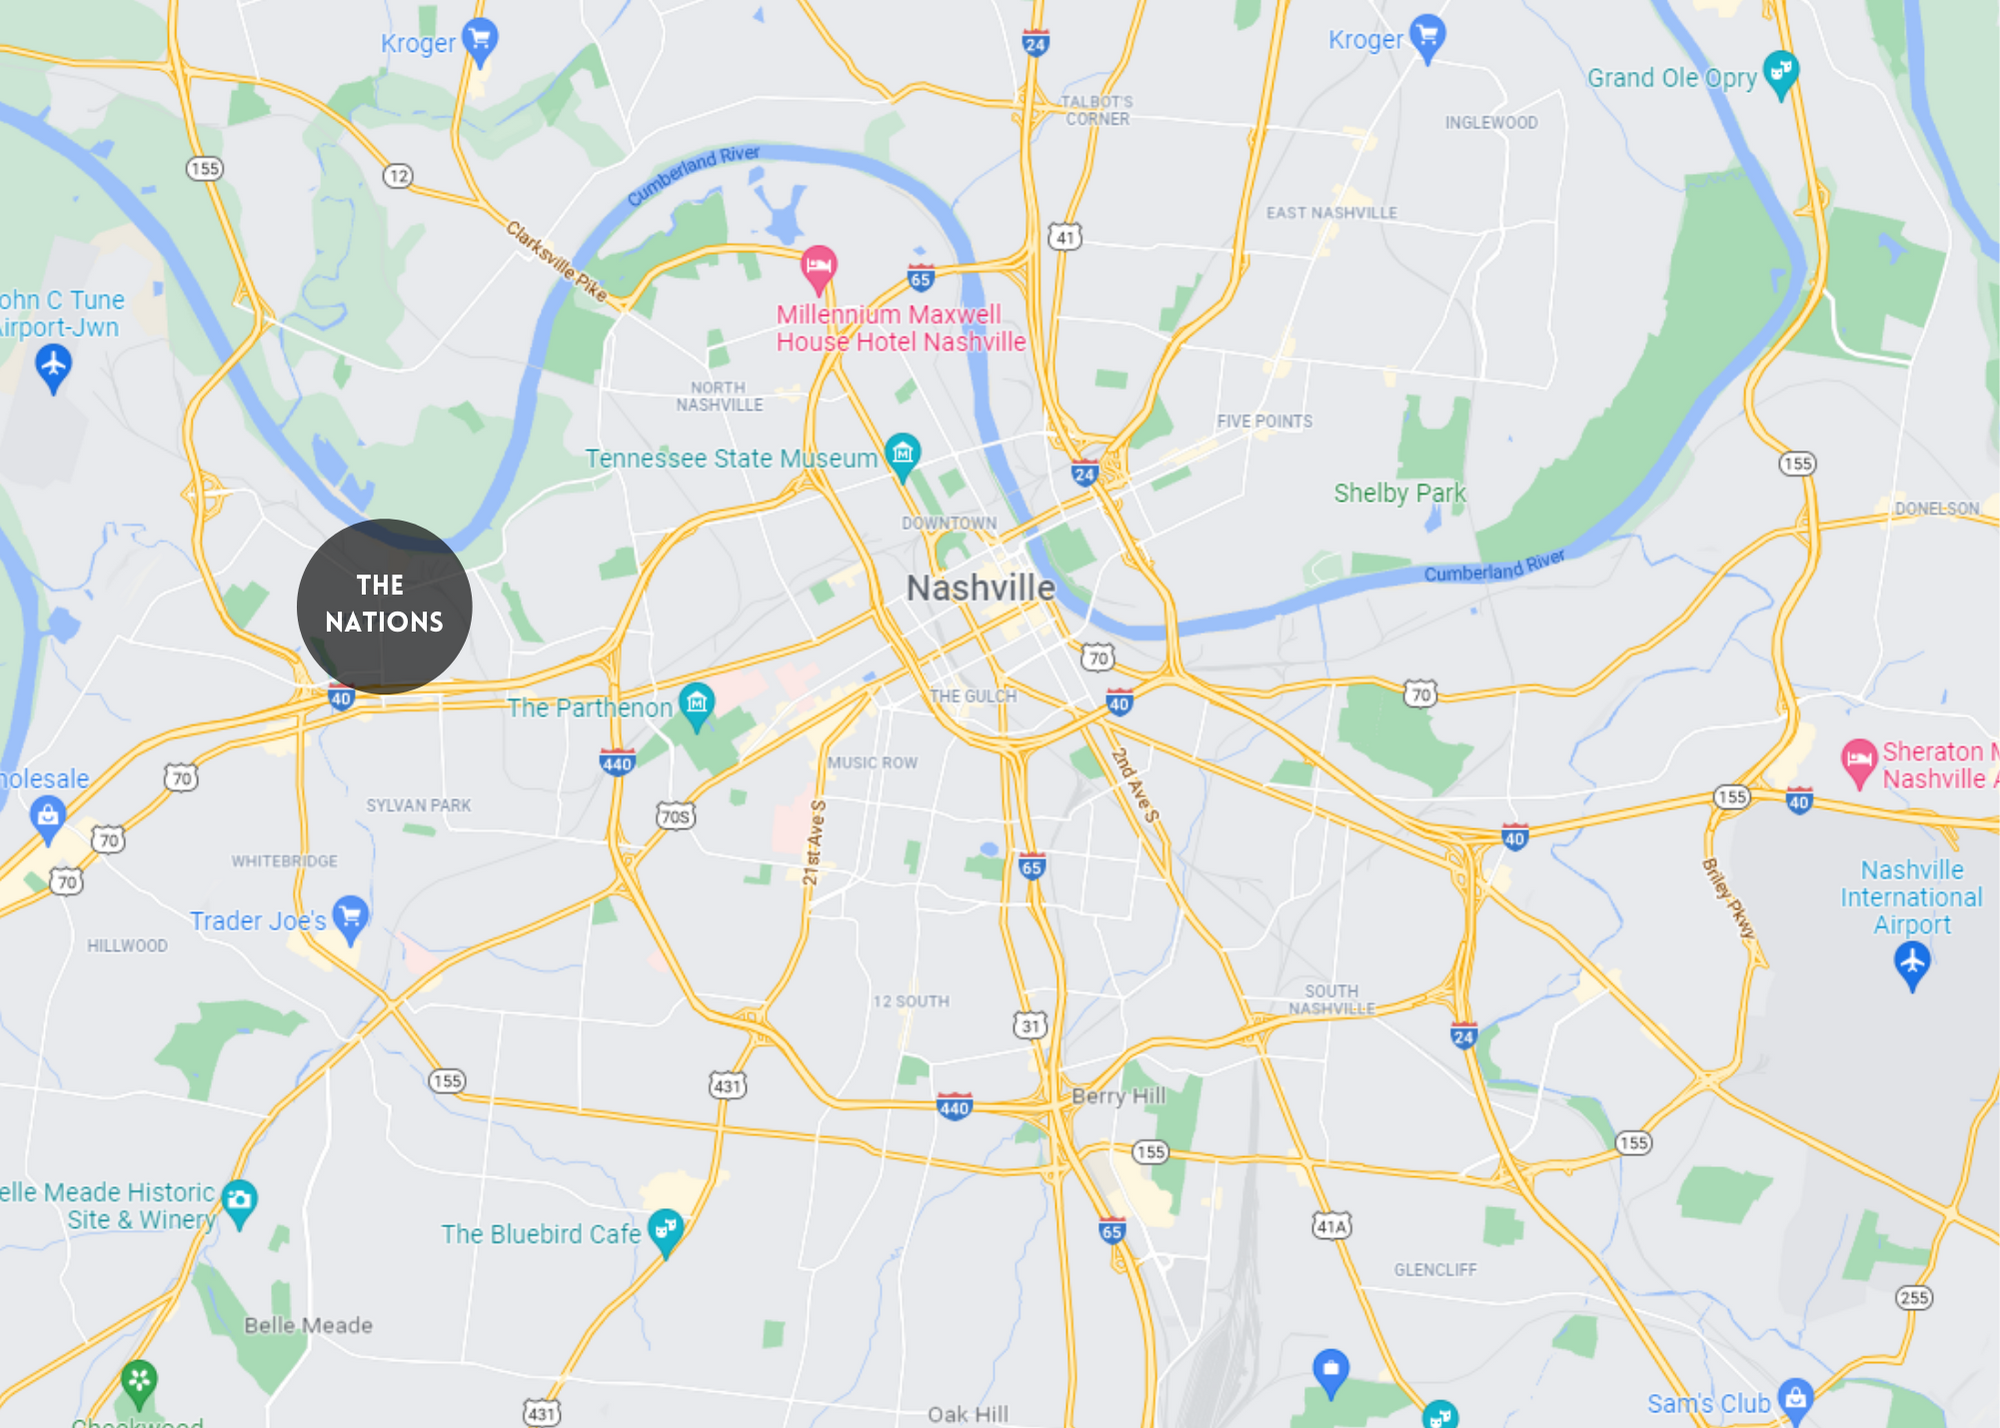 Kroger
24
Kroger
Grand Ole Opry
TALBOT'S
CORNER
INGLEWOOD
155
12
Cumberland River
EAST NASHVILLE
41
Clarksville Pike
65
ohn C Tune
Airport-Jwn
Millennium Maxwell
House Hotel Nashville
NORTH
NASHVILLE
FIVE POINTS
Tennessee State Museum
24
155
Shelby Park
DONELSON
DOWNTOWN
Cumberland River
Nashville
THE
NATIONS
70
40
The Parthenon
THE GULCH
40
70
440
MUSIC ROW
2nd Ave S
Sheraton M
Nashville A
70
holesale
SYLVAN PARK
70S
155
40
70
21st Ave S
65
40
WHITEBRIDGE
70
Briley Pkwy
Nashville
International
Airport
Trader Joe's
HILLWOOD
12 SOUTH
SOUTH
NASHVILLE
31
24
155
431
440
Berry Hill
155
155
elle Meade Historic
Site & Winery
The Bluebird Cafe
65
41A
GLENCLIFF
255
Belle Meade
431
Oak Hill
Sam's Club
Cheekwood